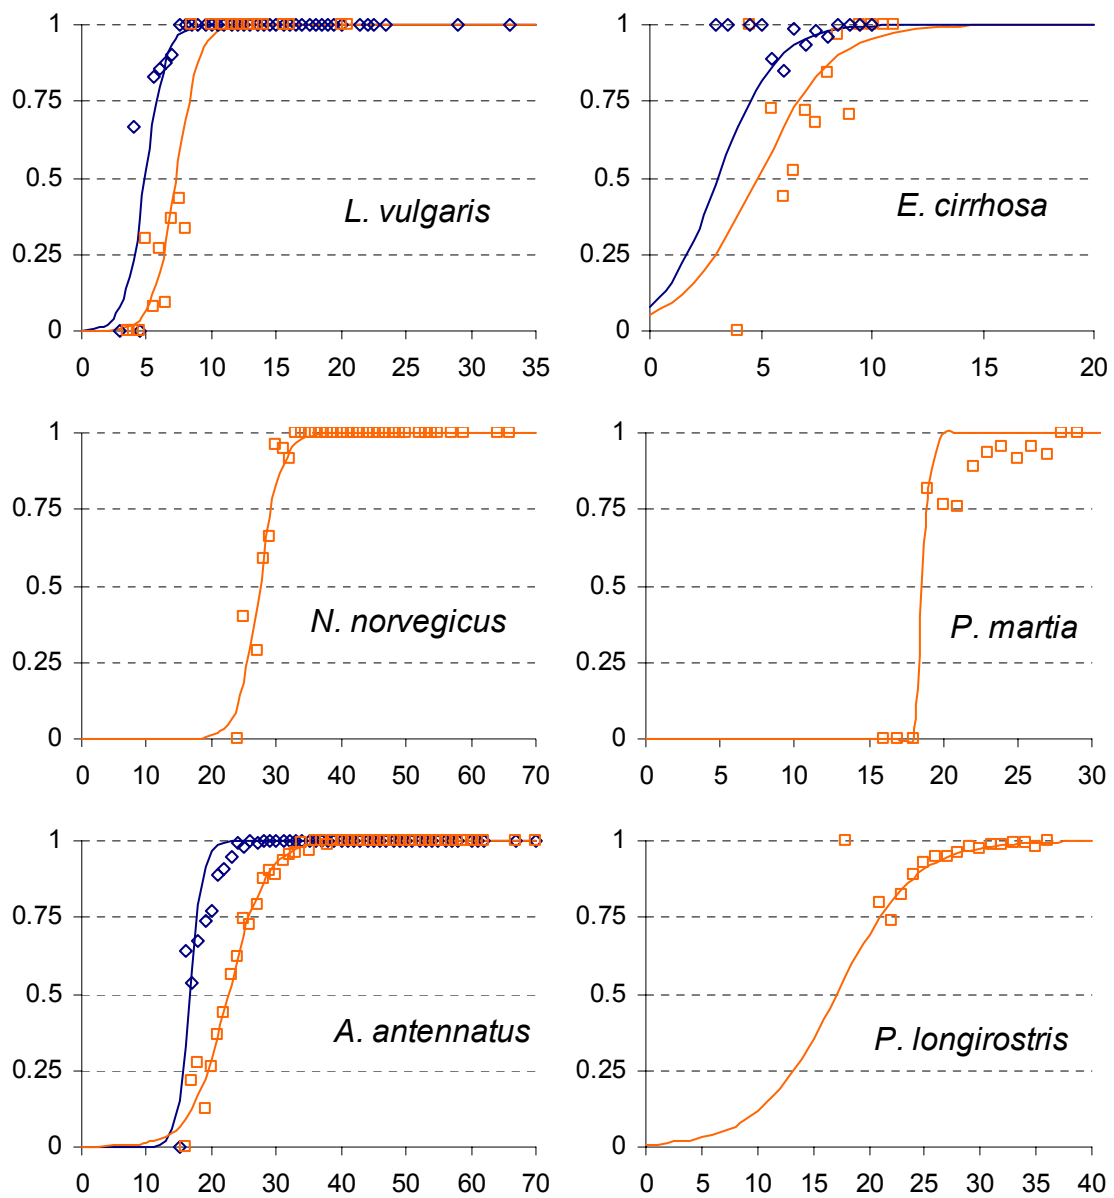 1
0.75
0.5
0.25
0
L. vulgaris
0 5 10 15 20 25 30 35
1
0.75
0.5
0.25
0
E. cirrhosa
0 5 10 15 20
1
0.75
0.5
0.25
0
N. norvegicus
0 10 20 30 40 50 60 70
1
0.75
0.5
0.25
0
P. martia
0 5 10 15 20 25 30
1
0.75
0.5
0.25
0
A. antennatus
0 10 20 30 40 50 60 70
1
0.75
0.5
0.25
0
P. longirostris
0 5 10 15 20 25 30 35 40